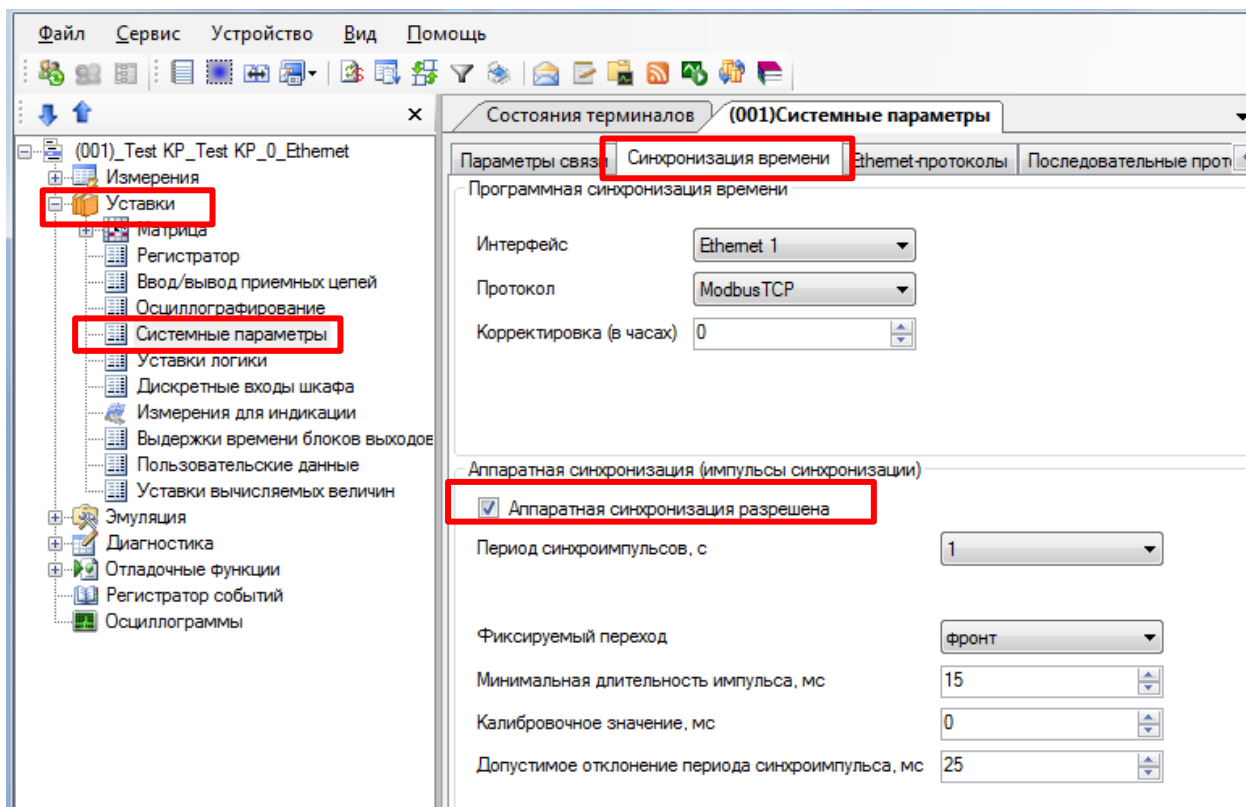 Файл Сервис Устройство Вид Помощь
(001)_Test KP_Test KP_0_Ethernet
Измерения
Уставки
Матрица
Регистратор
Ввод/вывод приемных цепей
Осциллографирование
Системные параметры
Уставки логики
Дискретные входы шкафа
Измерения для индикации
Выдержки времени блоков выходов
Пользовательские данные
Уставки вычисляемых величин
Эмуляция
Диагностика
Отладочные функции
Регистратор событий
Осциллограммы
Состояния терминалов (001)Системные параметры
Параметры связи Синхронизация времени Ethernet-протоколы Последовательные прот
Программная синхронизация времени
Интерфейс Ethernet 1
Протокол ModbusTCP
Корректировка (в часах) 0
Аппаратная синхронизация (импульсы синхронизации)
Аппаратная синхронизация разрешена
Период синхроимпульсов, с 1
Фиксируемый переход фронт
Минимальная длительность импульса, мс 15
Калибровочное значение, мс 0
Допустимое отклонение периода синхроимпульса, мс 25